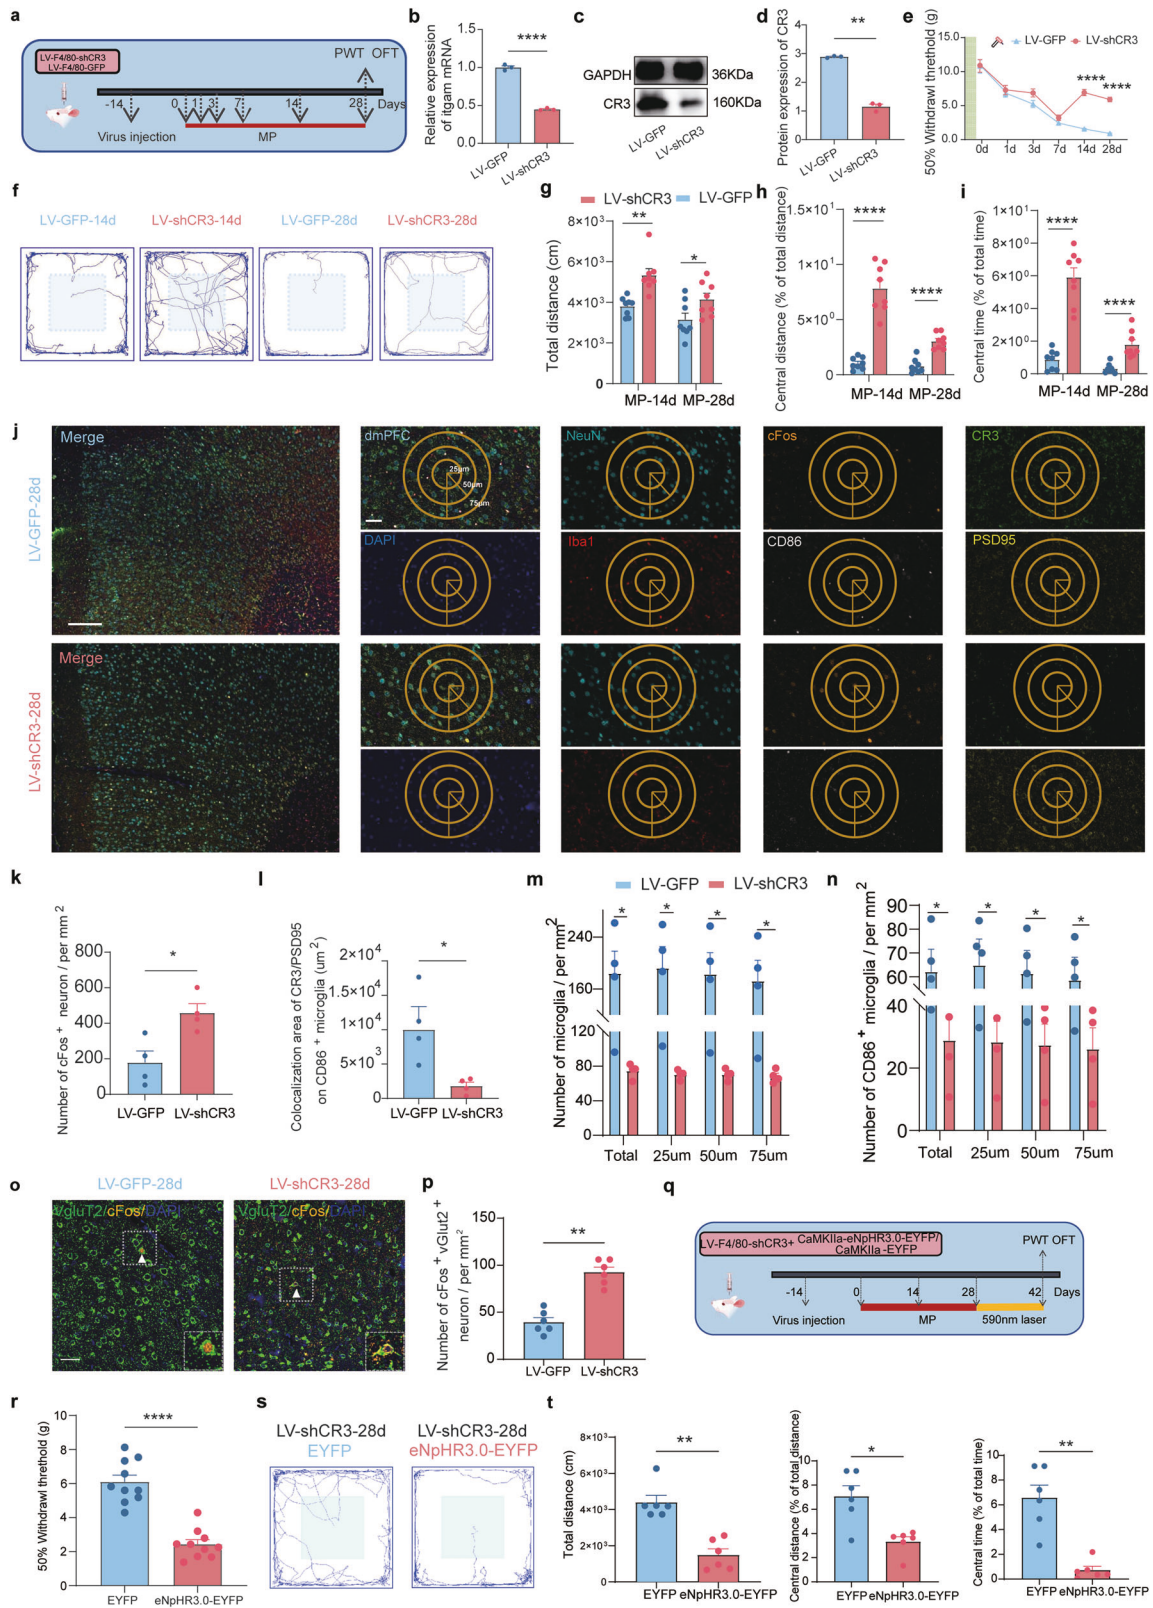 a
LV-F4/80-shCR3
LV-F4/80-GFP
PWT OFT
-14 0 1 3 7 14 28 Days
Virus injection MP
b
Relative expression
of itgam mRNA
1.5
1.0
0.5
0.0
****
LV-GFP
LV-shCR3
c
GAPDH 36KDa
CR3 160KDa
LV-GFP
LV-shCR3
d
Protein expression of CR3
4
3
2
1
0
**
LV-GFP
LV-shCR3
e
50% Withdrawl threthold (g)
LV-GFP LV-shCR3
15.0
10.0
5.0
0.0
****
****
0d 1d 3d 7d 14d 28d
f
LV-GFP-14d LV-shCR3-14d LV-GFP-28d LV-shCR3-28d
g
LV-shCR3 LV-GFP
Total distance (cm)
8×10³
6×10³
4×10³
2×10³
0
** *
MP-14d MP-28d
h
Central distance (% of total distance)
1.5×10¹
1×10¹
5×10⁰
0
****
****
MP-14d MP-28d
i
Central time (% of total time)
1×10¹
8×10⁰
6×10⁰
4×10⁰
2×10⁰
0
****
****
MP-14d MP-28d
j
LV-GFP-28d
Merge
dmPFC NeuN cFos CR3
25μm
50μm
75μm
DAPI Iba1 CD86 PSD95
LV-shCR3-28d
Merge
k
Number of cFos⁺ neuron / per mm²
800
600
400
200
0
*
LV-GFP LV-shCR3
l
Colocalization area of CR3/PSD95
on CD86⁺ microglia (um²)
2×10⁴
1.5×10⁴
1×10⁴
5×10³
0
*
LV-GFP LV-shCR3
LV-GFP LV-shCR3
m
Number of microglia / per mm²
240
160
120
80
40
0
* * * *
Total 25um 50um 75um
n
Number of CD86⁺ microglia / per mm²
90
80
70
60
40
20
0
* * * *
Total 25um 50um 75um
o
LV-GFP-28d LV-shCR3-28d
VgluT2/cFos/DAPI VgluT2/cFos/DAPI
p
Number of cFos⁺ vGlut2⁺
neuron / per mm²
150
100
50
0
**
LV-GFP LV-shCR3
q
LV-F4/80-shCR3+ CaMKIIa-eNpHR3.0-EYFP/
CaMKIIa -EYFP
PWT OFT
-14 0 14 28 42 Days
Virus injection MP 590nm laser
r
50% Withdrawl threthold (g)
10
8
6
4
2
0
****
EYFP eNpHR3.0-EYFP
s
LV-shCR3-28d LV-shCR3-28d
EYFP eNpHR3.0-EYFP
t
Total distance (cm)
8×10³
6×10³
4×10³
2×10³
0
**
EYFP eNpHR3.0-EYFP
Central distance (% of total distance)
10
8
6
4
2
0
*
EYFP eNpHR3.0-EYFP
Central time (% of total time)
10
8
6
4
2
0
**
EYFP eNpHR3.0-EYFP